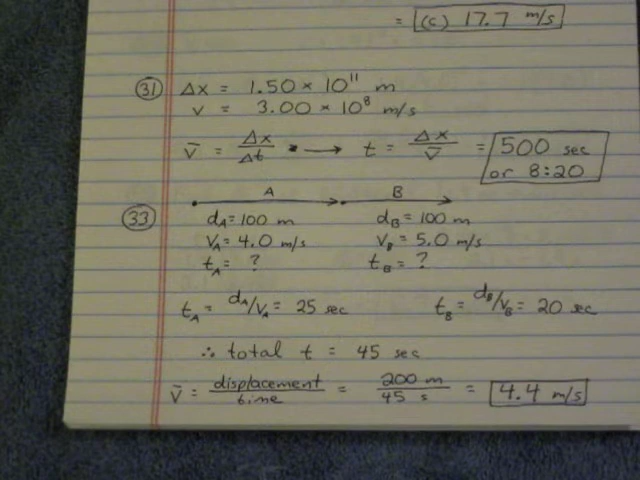 = (c) 17.7 m/s
(31) Δx = 1.50 × 10¹¹ m
v = 3.00 × 10⁸ m/s
v̄ = Δx/Δt → t = Δx/v̄ = 500 sec
or 8:20
A B
(33) d_A = 100 m d_B = 100 m
v_A = 4.0 m/s v_B = 5.0 m/s
t_A = ? t_B = ?
t_A = d_A/v_A = 25 sec t_B = d_B/v_B = 20 sec
∴ total t = 45 sec
v̄ = displacement/time = 200 m/45 s = 4.4 m/s